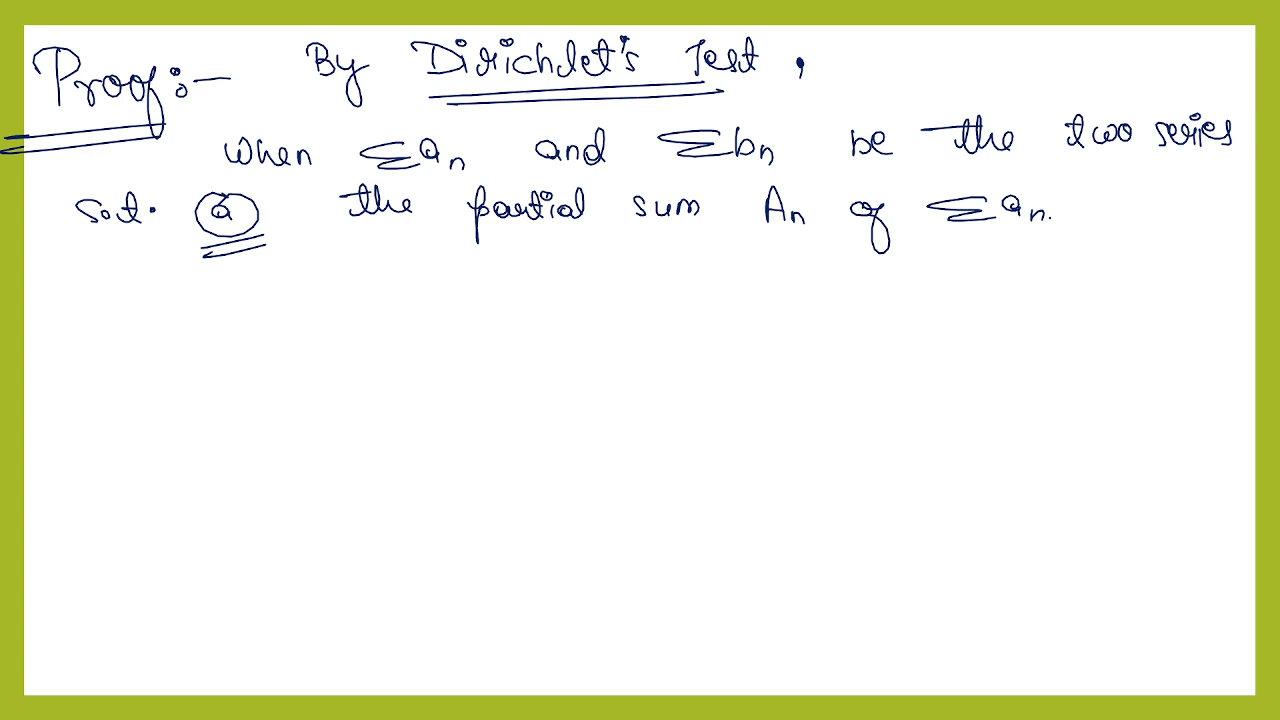 Proof:- By Dirichlet's Test,
when Σan and Σbn be the two series
s.t. (a) the partial sum An of Σan.